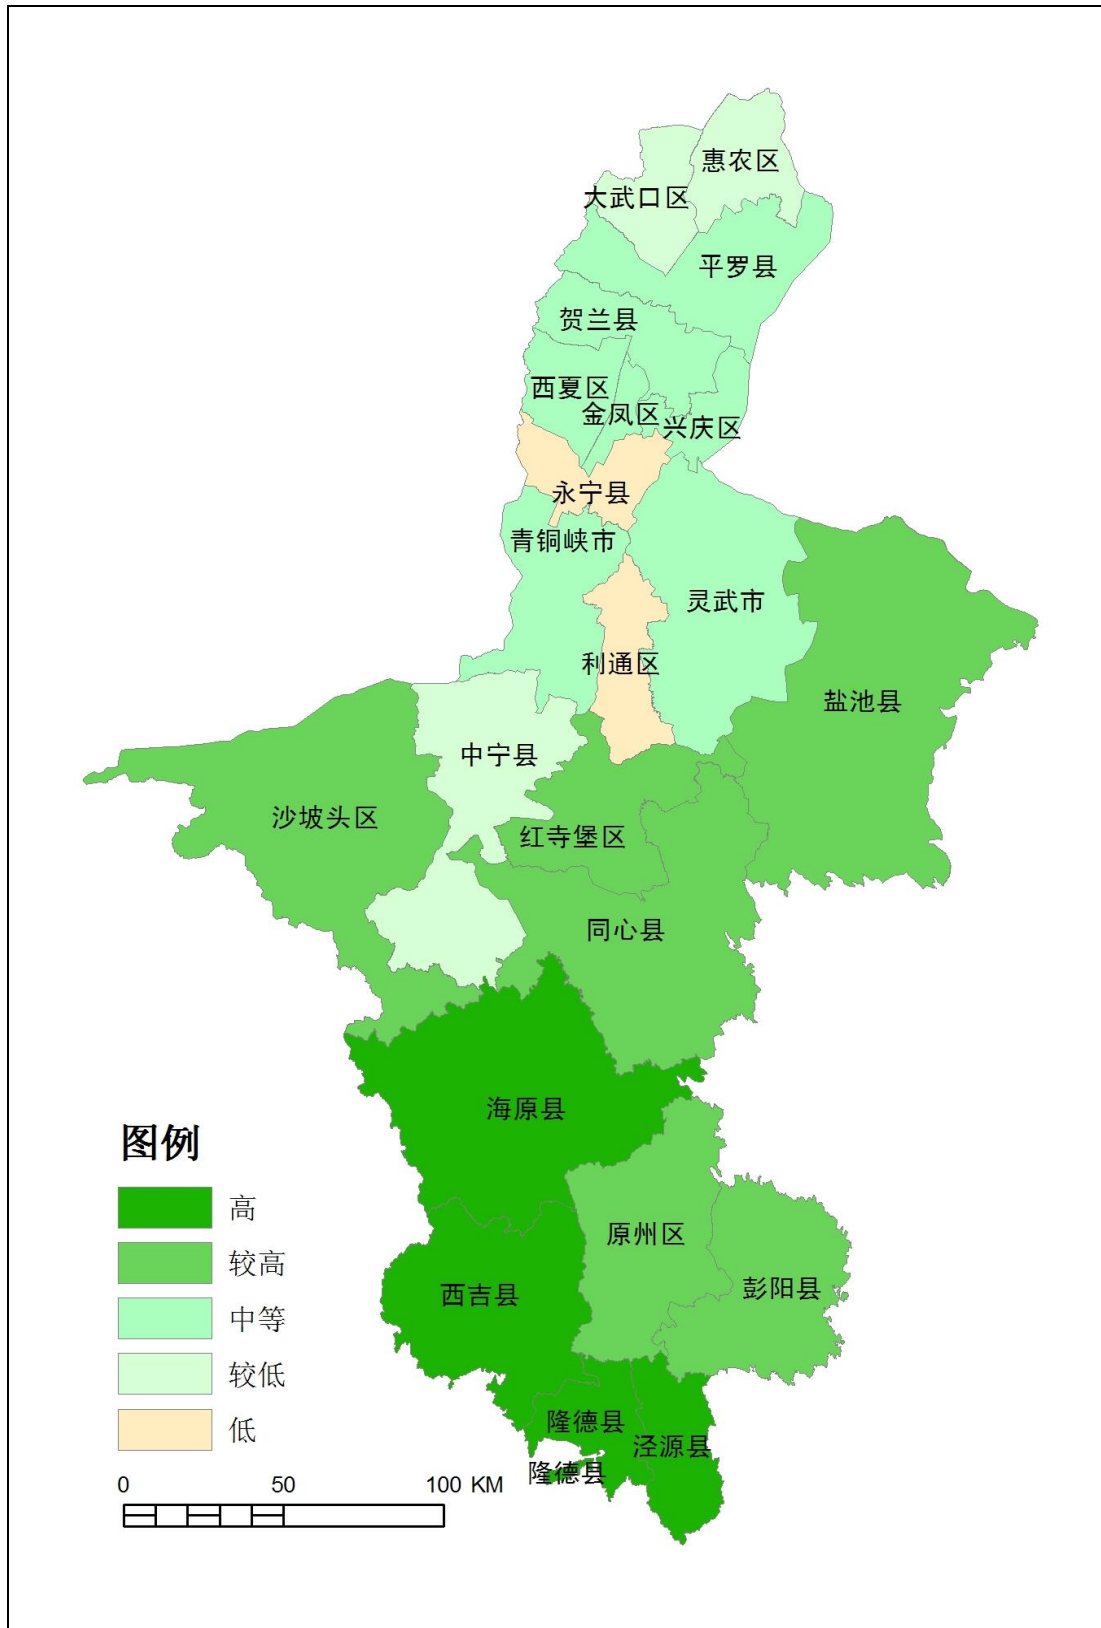 惠农区
大武口区
平罗县
贺兰县
西夏区
金凤区
兴庆区
永宁县
青铜峡市
灵武市
利通区
盐池县
中宁县
沙坡头区
红寺堡区
同心县
海原县
原州区
彭阳县
西吉县
隆德县
泾源县
隆德县
图例
高
较高
中等
较低
低
0 50 100 KM